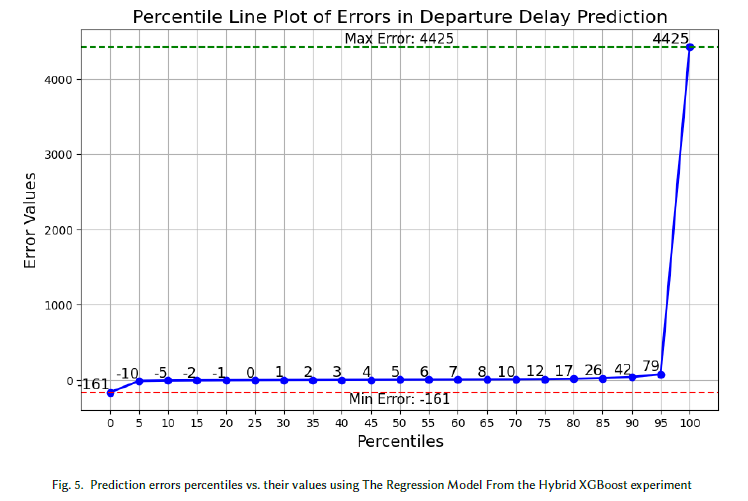 Percentile Line Plot of Errors in Departure Delay Prediction
Max Error: 4425
4425
4000
3000
2000
1000
0
Error Values
-161 -10 -5 -2 -1 0 1 2 3 4 5 6 7 8 10 12 17 26 42 79
Min Error: -161
0 5 10 15 20 25 30 35 40 45 50 55 60 65 70 75 80 85 90 95 100
Percentiles
Fig. 5. Prediction errors percentiles vs. their values using The Regression Model From the Hybrid XGBoost experiment